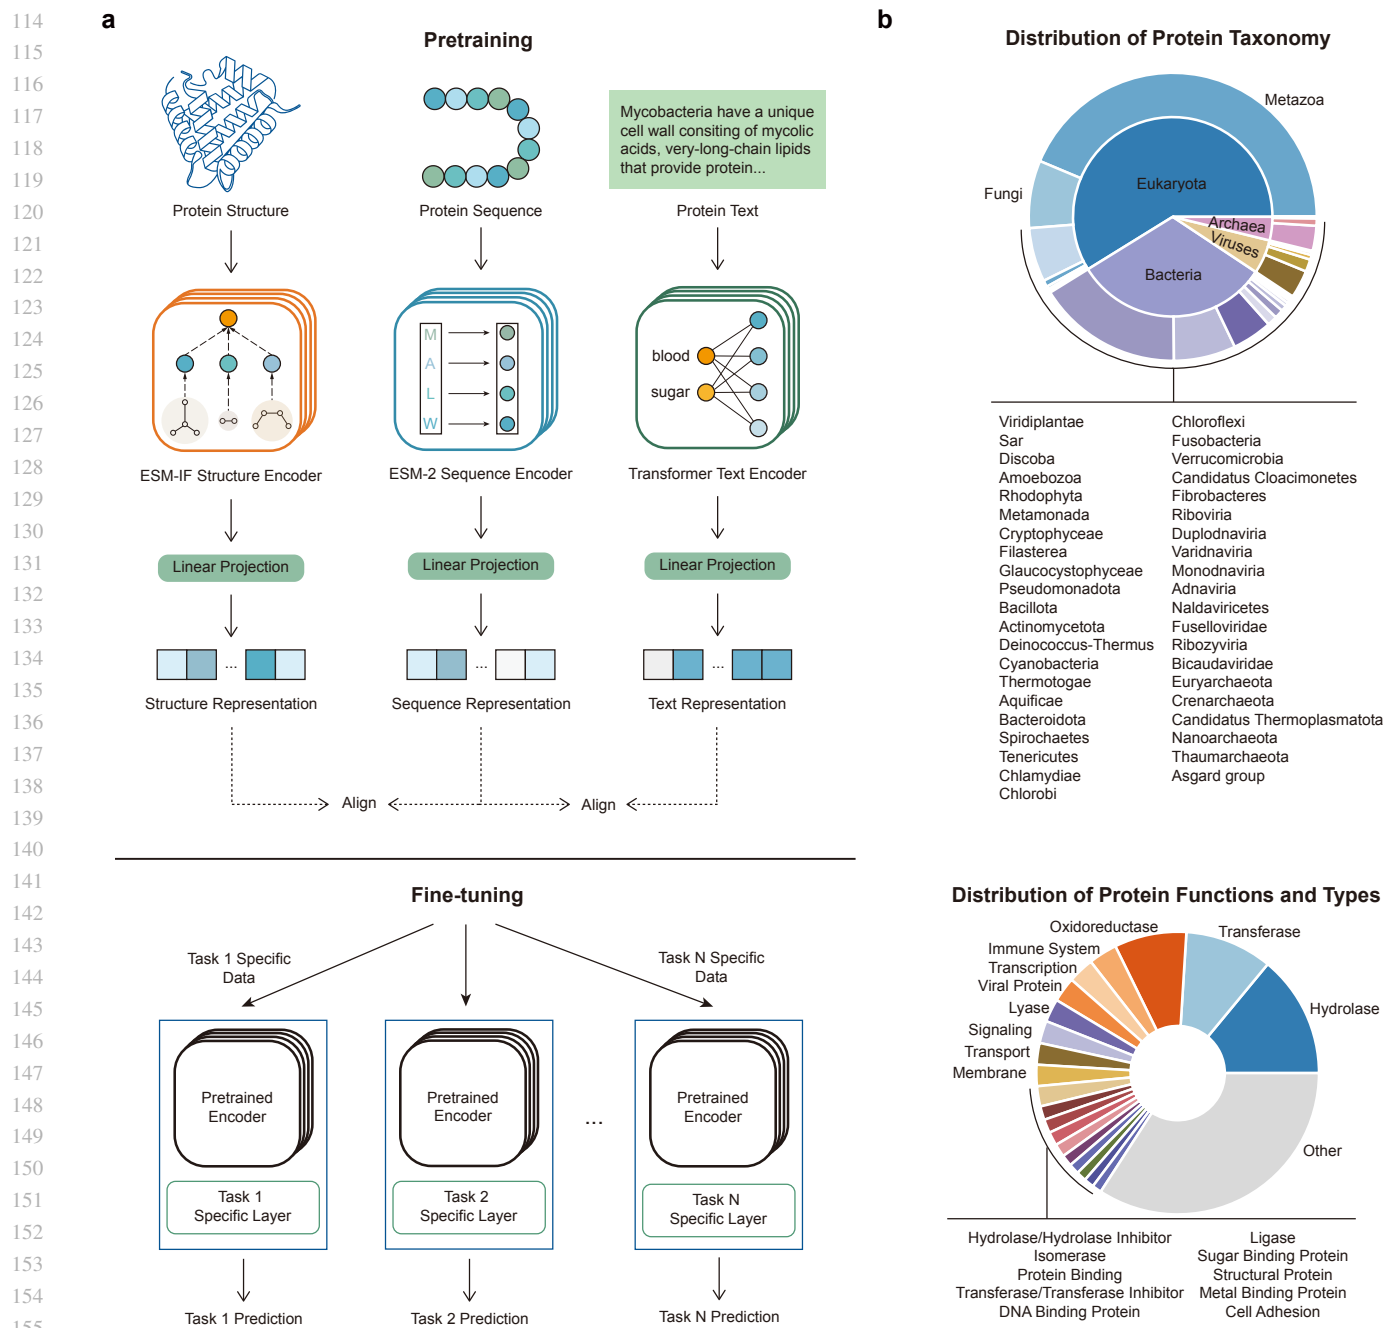 114
115
116
117
118
119
120
121
122
123
124
125
126
127
128
129
130
131
132
133
134
135
136
137
138
139
140
141
142
143
144
145
146
147
148
149
150
151
152
153
154
155
a
Pretraining
Mycobacteria have a unique
cell wall consiting of mycolic
acids, very-long-chain lipids
that provide protein...
Protein Structure
Protein Sequence
Protein Text
M
A
L
W
blood
sugar
ESM-IF Structure Encoder
ESM-2 Sequence Encoder
Transformer Text Encoder
Linear Projection
Linear Projection
Linear Projection
...
...
...
Structure Representation
Sequence Representation
Text Representation
Align
Align
Fine-tuning
Task 1 Specific
Data
Task N Specific
Data
Pretrained
Encoder
Pretrained
Encoder
...
Pretrained
Encoder
Task 1
Specific Layer
Task 2
Specific Layer
Task N
Specific Layer
Task 1 Prediction
Task 2 Prediction
Task N Prediction
b
Distribution of Protein Taxonomy
Metazoa
Fungi
Eukaryota
Archaea
Viruses
Bacteria
Viridiplantae
Sar
Discoba
Amoebozoa
Rhodophyta
Metamonada
Cryptophyceae
Filasterea
Glaucocystophyceae
Pseudomonadota
Bacillota
Actinomycetota
Deinococcus-Thermus
Cyanobacteria
Thermotogae
Aquificae
Bacteroidota
Spirochaetes
Tenericutes
Chlamydiae
Chlorobi
Chloroflexi
Fusobacteria
Verrucomicrobia
Candidatus Cloacimonetes
Fibrobacteres
Riboviria
Duplodnaviria
Varidnaviria
Monodnaviria
Adnaviria
Naldaviricetes
Fuselloviridae
Ribozyviria
Bicaudaviridae
Euryarchaeota
Crenarchaeota
Candidatus Thermoplasmatota
Nanoarchaeota
Thaumarchaeota
Asgard group
Distribution of Protein Functions and Types
Oxidoreductase
Transferase
Immune System
Transcription
Viral Protein
Lyase
Hydrolase
Signaling
Transport
Membrane
Other
Hydrolase/Hydrolase Inhibitor
Isomerase
Protein Binding
Transferase/Transferase Inhibitor
DNA Binding Protein
Ligase
Sugar Binding Protein
Structural Protein
Metal Binding Protein
Cell Adhesion